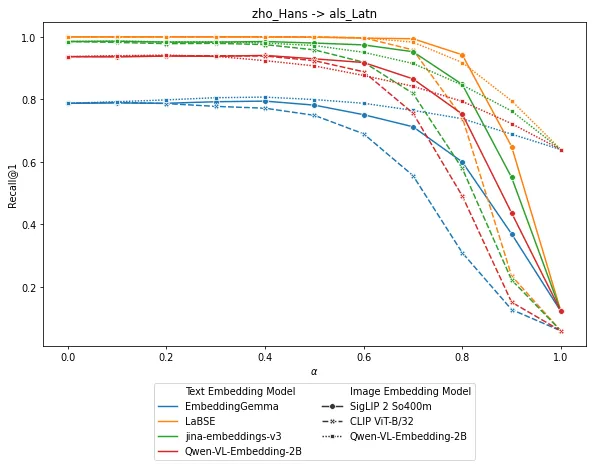 zho_Hans -> als_Latn
1.0
0.8
0.6
0.4
0.2
Recall@1
0.0 0.2 0.4 0.6 0.8 1.0
α
Text Embedding Model
EmbeddingGemma
LaBSE
jina-embeddings-v3
Qwen-VL-Embedding-2B
Image Embedding Model
SigLIP 2 So400m
CLIP ViT-B/32
Qwen-VL-Embedding-2B